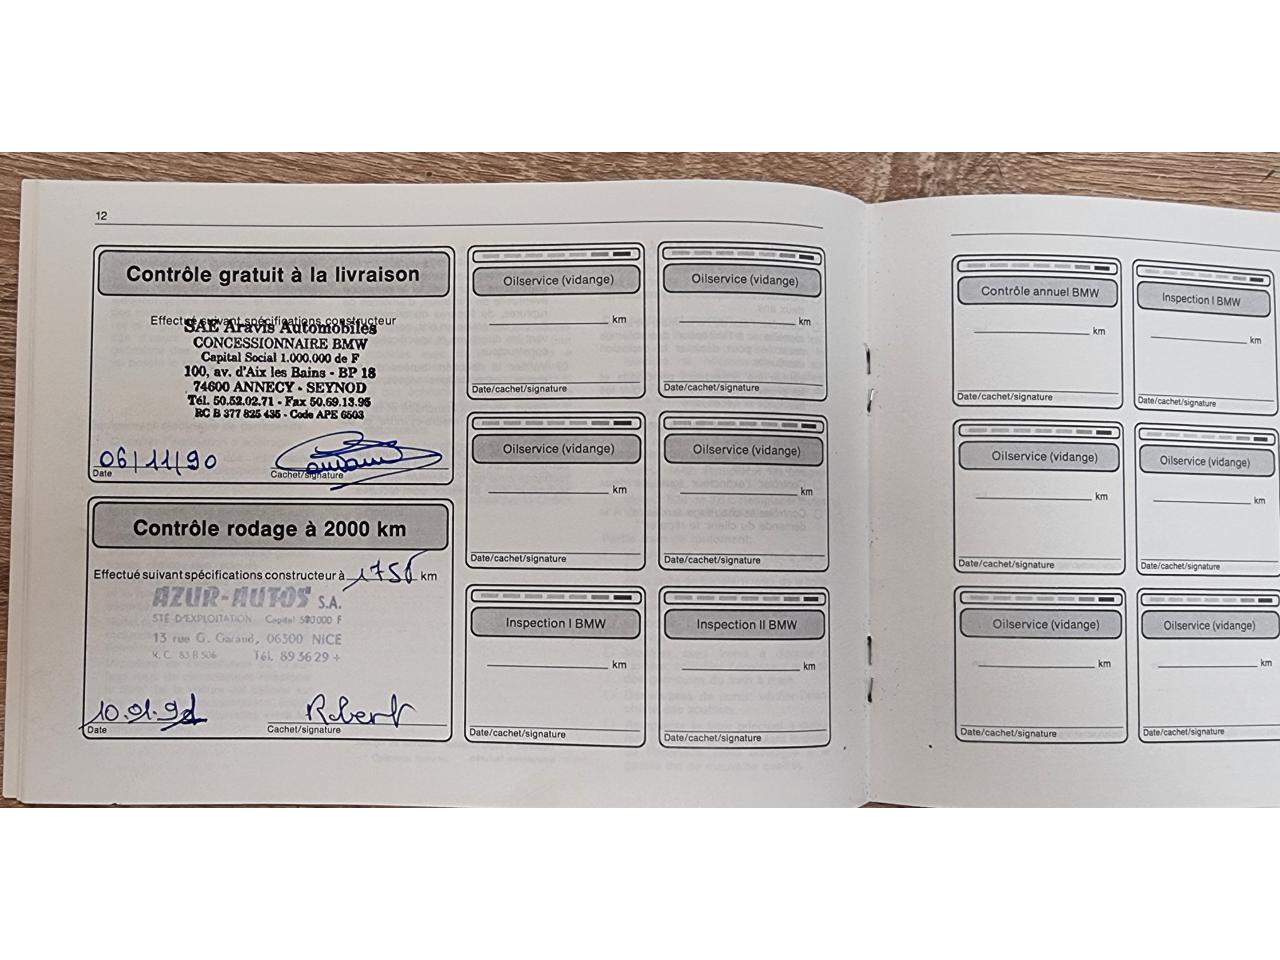 12
Contrôle gratuit à la livraison
Effectué suivant spécifications constructeur
SAE Aravis Automobiles
CONCESSIONNAIRE BMW
Capital Social 1.000.000 de F
100, av. d'Aix les Bains - BP 18
74600 ANNECY - SEYNOD
Tél. 50.52.02.71 - Fax 50.69.13.95
RC B 377 825 435 - Code APE 6503
06/11/90
Date
Cachet/signature
Contrôle rodage à 2000 km
Effectué suivant spécifications constructeur à km
AZUR-AUTOS S.A.
STÉ D'EXPLOITATION Capital 500000 F
13 rue G. Garaud, 06300 NICE
R.C. 83 B 506 Tél. 89 36 29 +
10.01.91
Robert
Date
Cachet/signature
Oilservice (vidange)
km
Date/cachet/signature
Oilservice (vidange)
km
Date/cachet/signature
Oilservice (vidange)
km
Date/cachet/signature
Oilservice (vidange)
km
Date/cachet/signature
Inspection I BMW
km
Date/cachet/signature
Inspection II BMW
km
Date/cachet/signature
Contrôle annuel BMW
km
Date/cachet/signature
Inspection I BMW
km
Date/cachet/signature
Oilservice (vidange)
km
Date/cachet/signature
Oilservice (vidange)
km
Date/cachet/signature
Oilservice (vidange)
km
Date/cachet/signature
Oilservice (vidange)
km
Date/cachet/signature